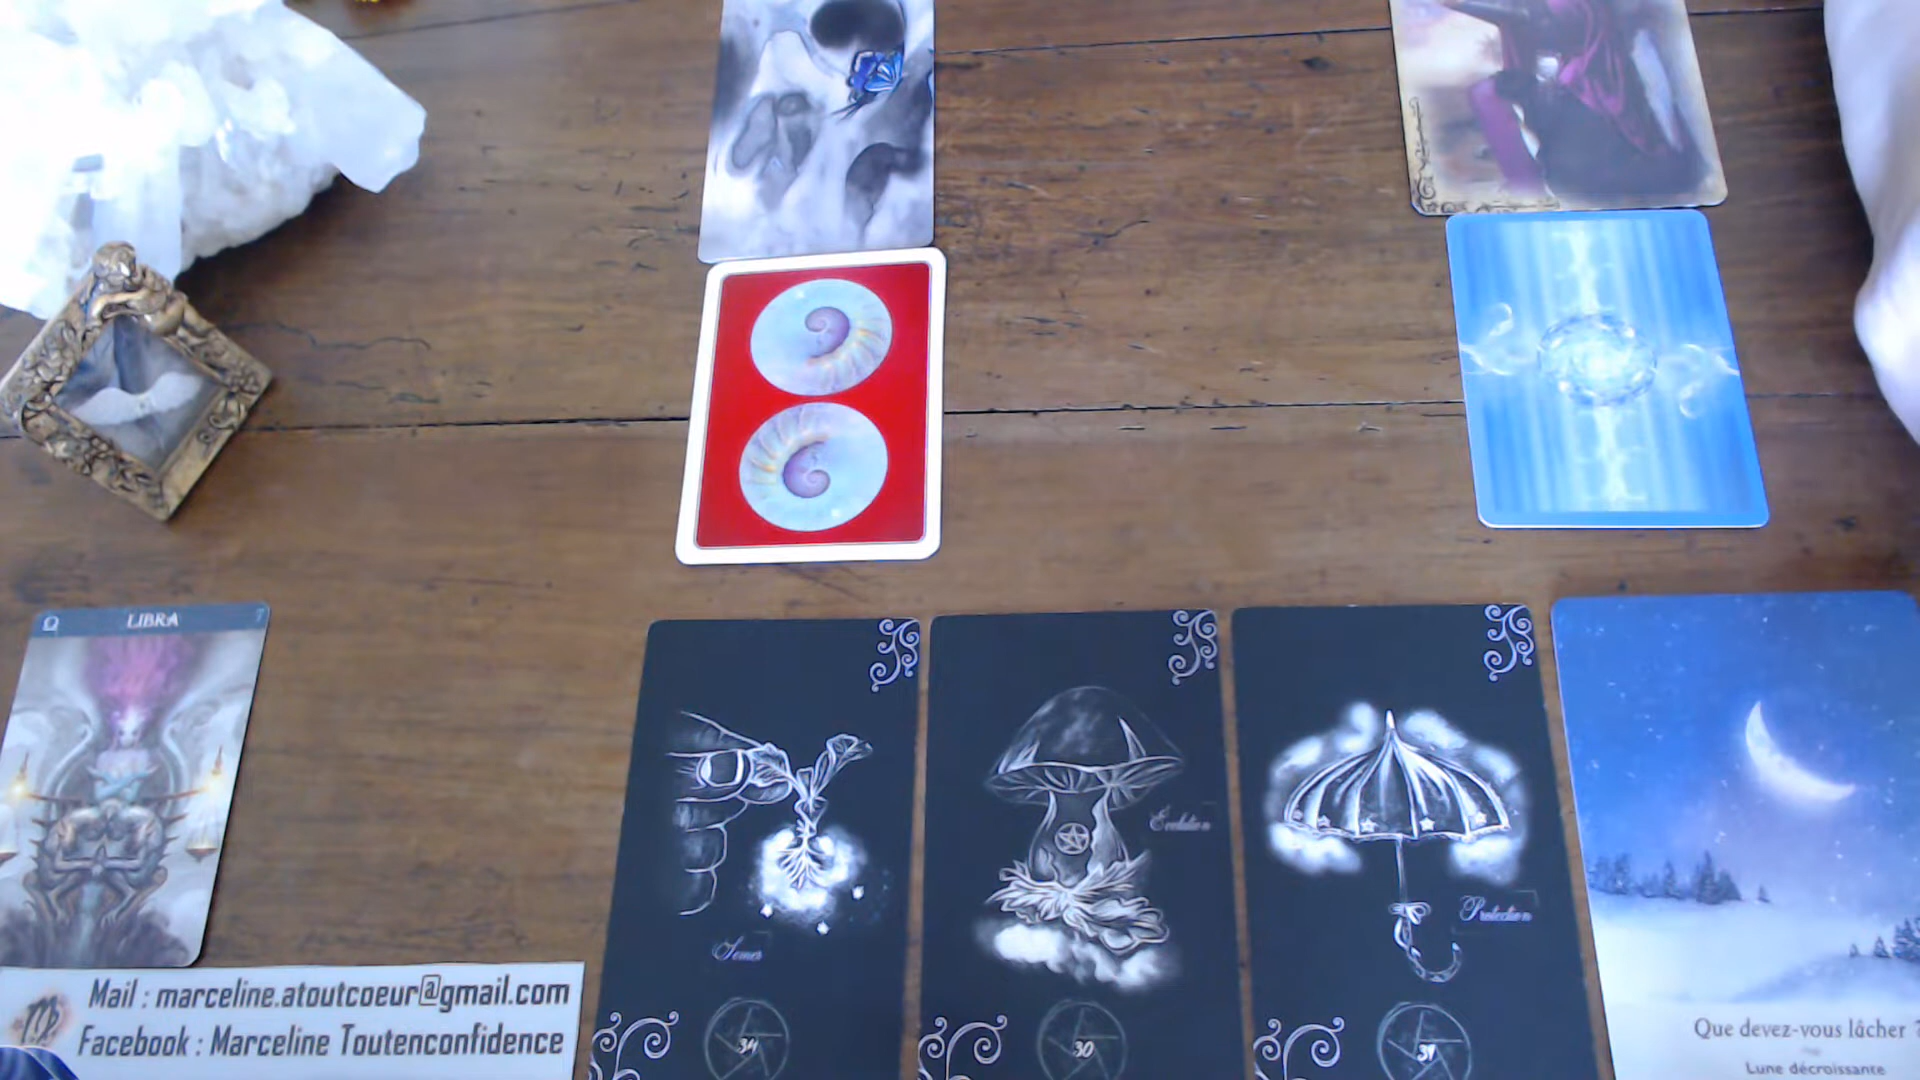 LIBRA
Evolution
Protection
Semer
Mail : marceline.atoutcoeur@gmail.com
Facebook : Marceline Toutenconfidence
34
30
Que devez-vous lâcher ?
Lune décroissante